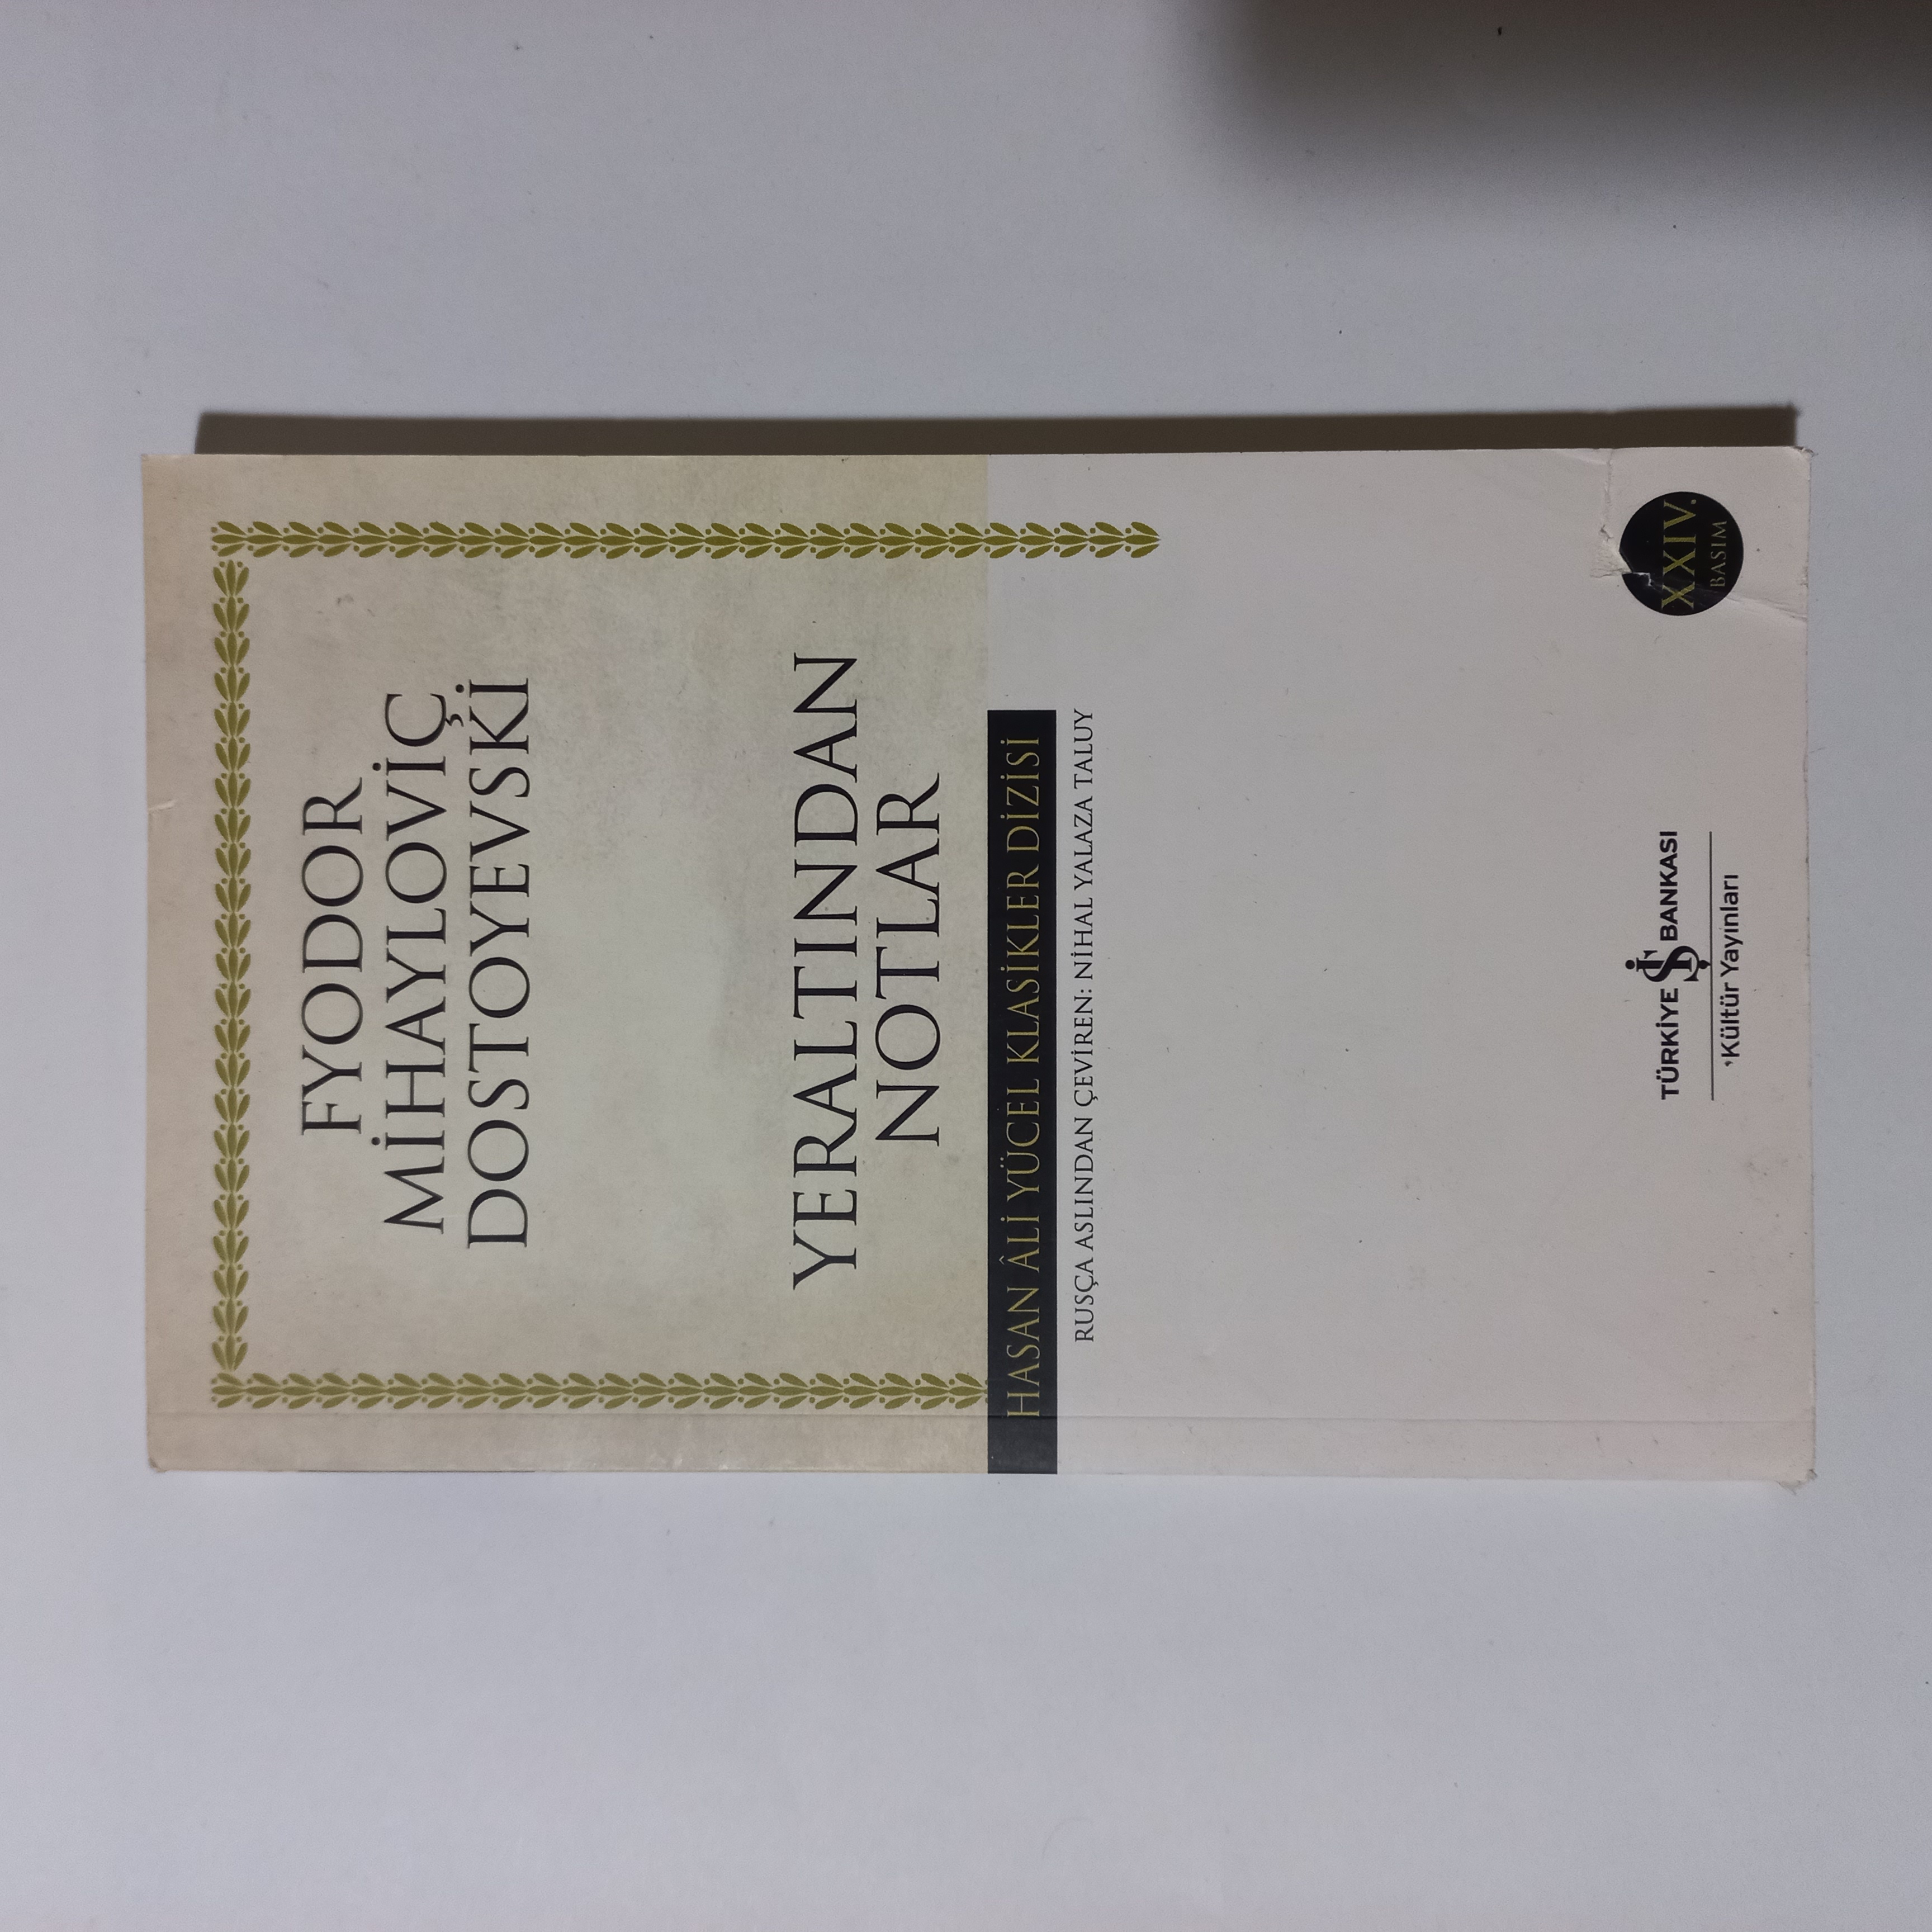 FYODOR
MİHAYLOVİÇ
DOSTOYEVSKİ
YERALTINDAN
NOTLAR
HASAN ÂLİ YÜCEL KLASİKLER DİZİSİ
RUSÇA ASLINDAN ÇEVİREN: NİHAL YALAZA TALUY
XXIV.
BASIM
TÜRKİYE İŞ BANKASI
Kültür Yayınları